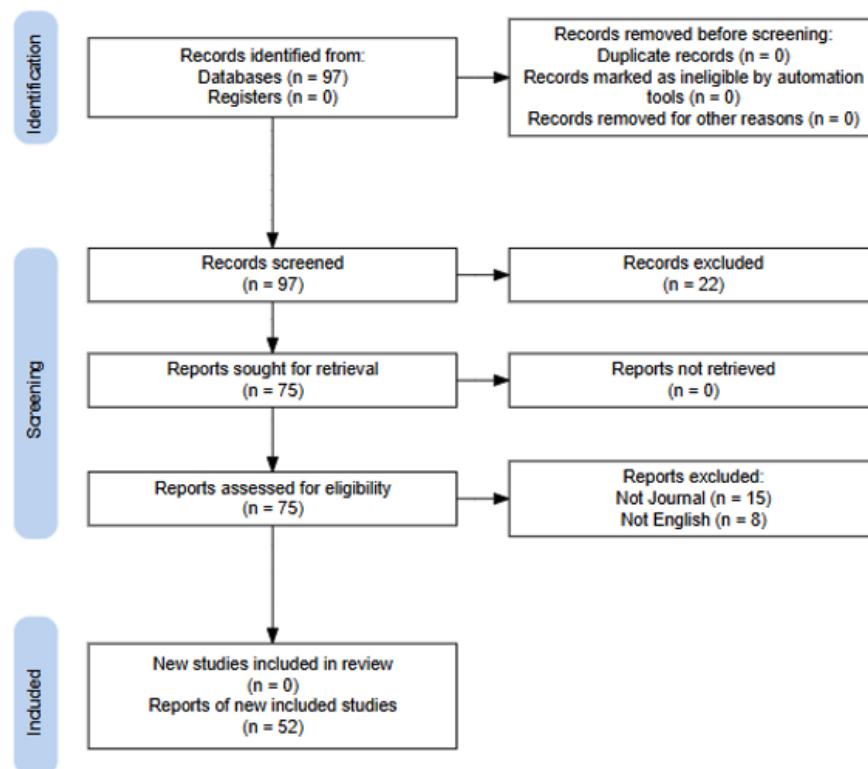 Identification
Records identified from:
Databases (n = 97)
Registers (n = 0)
Records removed before screening:
Duplicate records (n = 0)
Records marked as ineligible by automation
tools (n = 0)
Records removed for other reasons (n = 0)
Screening
Records screened
(n = 97)
Records excluded
(n = 22)
Reports sought for retrieval
(n = 75)
Reports not retrieved
(n = 0)
Reports assessed for eligibility
(n = 75)
Reports excluded:
Not Journal (n = 15)
Not English (n = 8)
Included
New studies included in review
(n = 0)
Reports of new included studies
(n = 52)